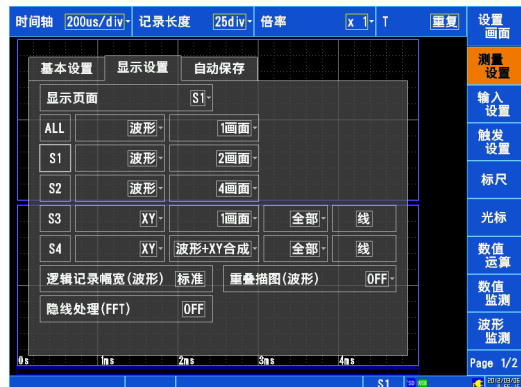 时间轴 200us/div 记录长度 25div 倍率 x 1 T 重复
设置
画面
测量
设置
输入
设置
触发
设置
标尺
光标
数值
运算
数值
监测
波形
监测
Page 1/2
基本设置 显示设置 自动保存
显示页面 S1
ALL 波形 1画面
S1 波形 2画面
S2 波形 4画面
S3 XY 1画面 全部 线
S4 XY 波形+XY合成 全部 线
逻辑记录幅宽(波形) 标准 重叠描图(波形) OFF
隐线处理(FFT) OFF
0s 1ms 2ms 3ms 4ms
S1 SD